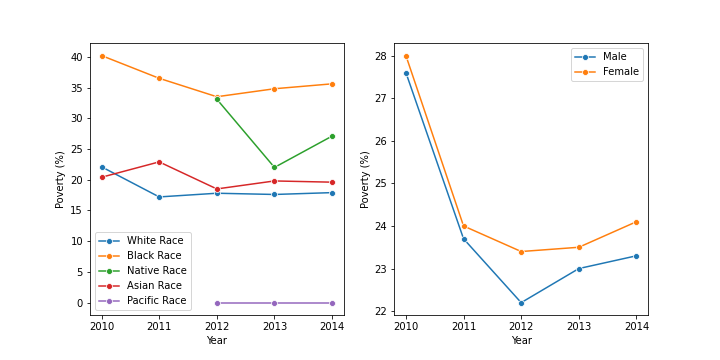 40
35
30
25
20
15
10
5
0
Poverty (%)
White Race
Black Race
Native Race
Asian Race
Pacific Race
2010 2011 2012 2013 2014
Year
28
27
26
25
24
23
22
Poverty (%)
Male
Female
2010 2011 2012 2013 2014
Year